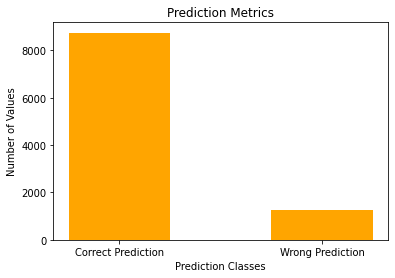 Prediction Metrics
Number of Values
8000
6000
4000
2000
0
Correct Prediction
Wrong Prediction
Prediction Classes